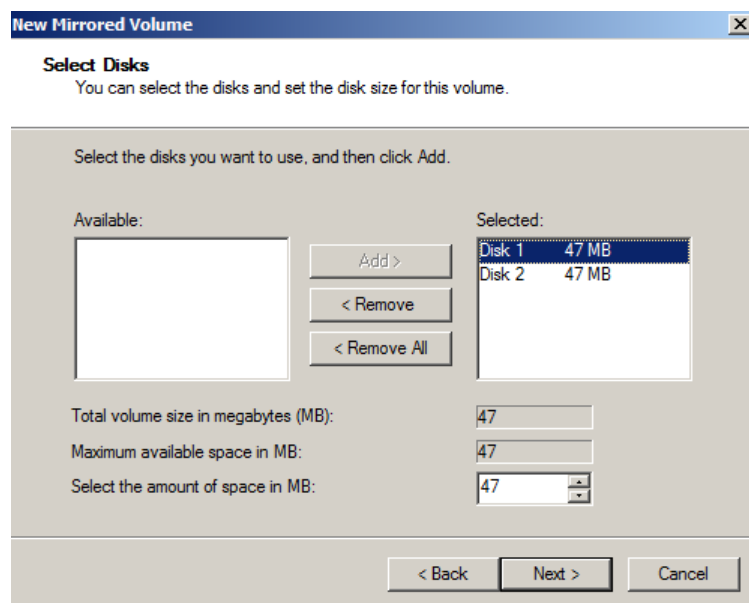 New Mirrored Volume
Select Disks
You can select the disks and set the disk size for this volume.
Select the disks you want to use, and then click Add.
Available:
Selected:
Add >
< Remove
< Remove All
Disk 1 47 MB
Disk 2 47 MB
Total volume size in megabytes (MB): 47
Maximum available space in MB: 47
Select the amount of space in MB: 47
< Back Next > Cancel